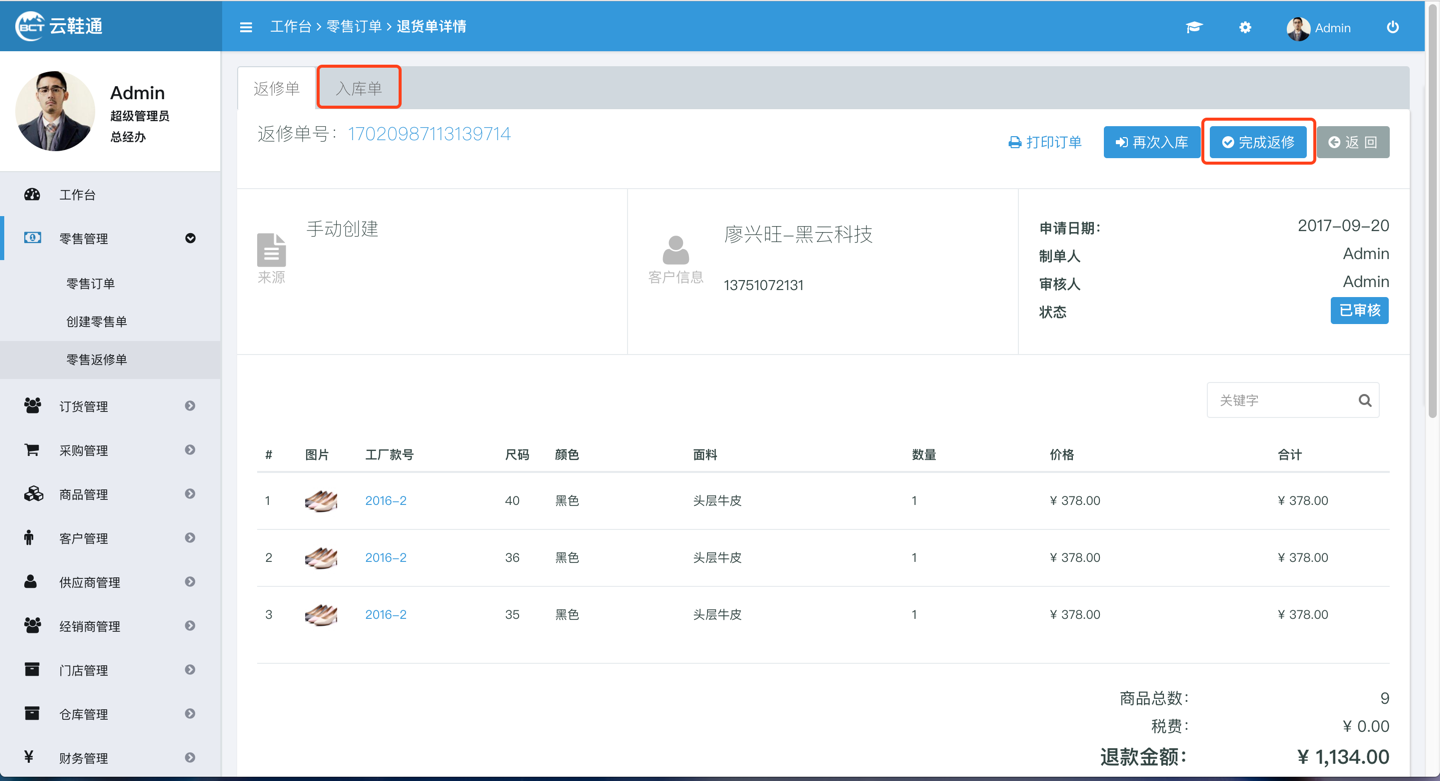 BCT 云鞋通
工作台 › 零售订单 › 退货单详情
Admin
Admin
超级管理员
总经办
工作台
零售管理
零售订单
创建零售单
零售返修单
订货管理
采购管理
商品管理
客户管理
供应商管理
经销商管理
门店管理
仓库管理
财务管理
返修单 入库单
返修单号： 17020987113139714
打印订单 再次入库 完成返修 返 回
手动创建
来源
廖兴旺-黑云科技
客户信息
13751072131
申请日期： 2017-09-20
制单人 Admin
审核人 Admin
状态 已审核
关键字
# 图片 工厂款号 尺码 颜色 面料 数量 价格 合计
1 2016-2 40 黑色 头层牛皮 1 ¥ 378.00 ¥ 378.00
2 2016-2 36 黑色 头层牛皮 1 ¥ 378.00 ¥ 378.00
3 2016-2 35 黑色 头层牛皮 1 ¥ 378.00 ¥ 378.00
商品总数： 9
税费： ¥ 0.00
退款金额： ¥ 1,134.00